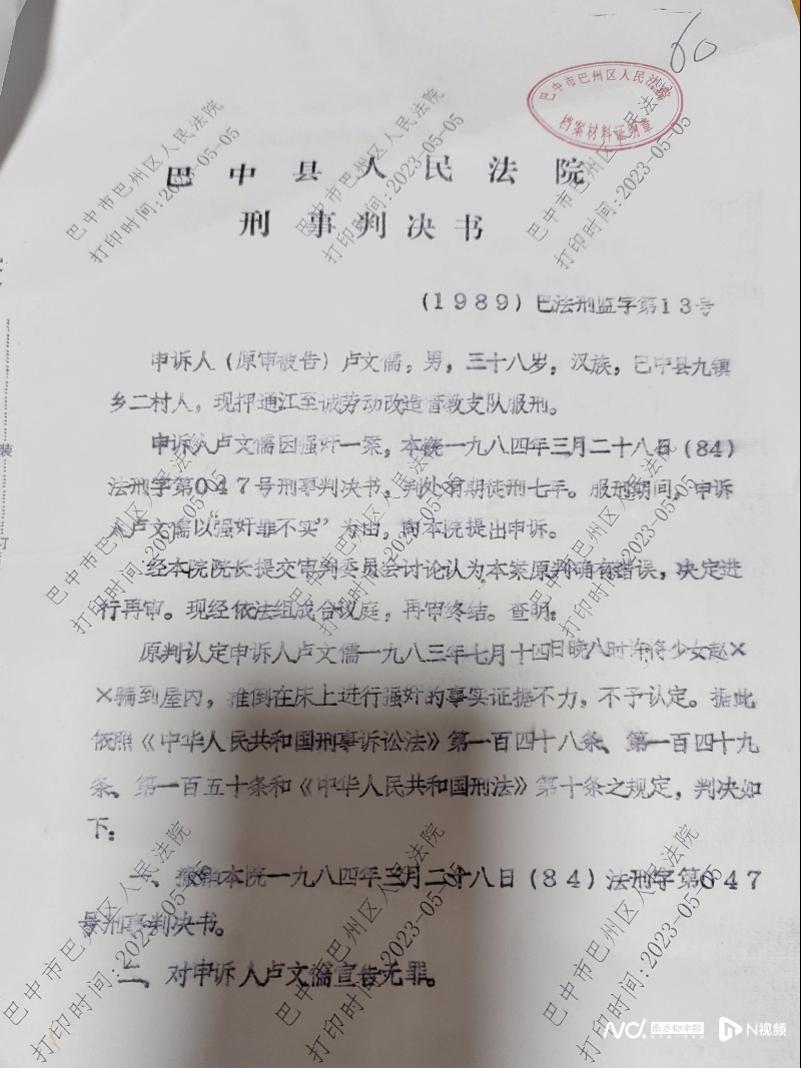 60
巴中市巴州区人民法院
档案材料证明章
巴中县人民法院
刑事判决书
(1989)巴法刑监字第13号
申诉人（原审被告）卢文儒，男，三十八岁，汉族，巴中县九镇
乡二村人，现押通江至诚劳动改造管教支队服刑。
申诉人卢文儒因强奸一案，本院一九八四年三月二十八日(84)
法刑字第047号刑事判决书，判处有期徒刑七年。服刑期间，申诉
人卢文儒以“强奸罪不实”为由，向本院提出申诉。
经本院院长提交审判委员会讨论认为本案原判确有错误，决定进
行再审。现经依法组成合议庭，再审终结。查明：
原判认定申诉人卢文儒一九八三年七月十四日晚八时许将少女赵×
×骗到屋内，推倒在床上进行强奸的事实证据不力，不予认定。据此
依照《中华人民共和国刑事诉讼法》第一百四十八条、第一百四十九
条、第一百五十条和《中华人民共和国刑法》第十条之规定，判决如
下：
一、撤销本院一九八四年三月二十八日(84)法刑字第047
号刑事判决书。
二、对申诉人卢文儒宣告无罪。
装
订
巴中市巴州区人民法院
打印时间:2023-05-05
巴中市巴州区人民法院
打印时间:2023-05-05
巴中市巴州区人民法院
打印时间:2023-05-05
巴中市巴州区人民法院
打印时间:2023-05-05
巴中市巴州区人民法院
打印时间:2023-05-05
巴中市巴州区人民法院
打印时间:2023-05-05
巴中市巴州区人民法院
打印时间:2023-05-05
巴中市巴州区人民法院
打印时间:2023-05-05
巴中市巴州区人民法院
打印时间:2023-05-05
南方都市报
N视频